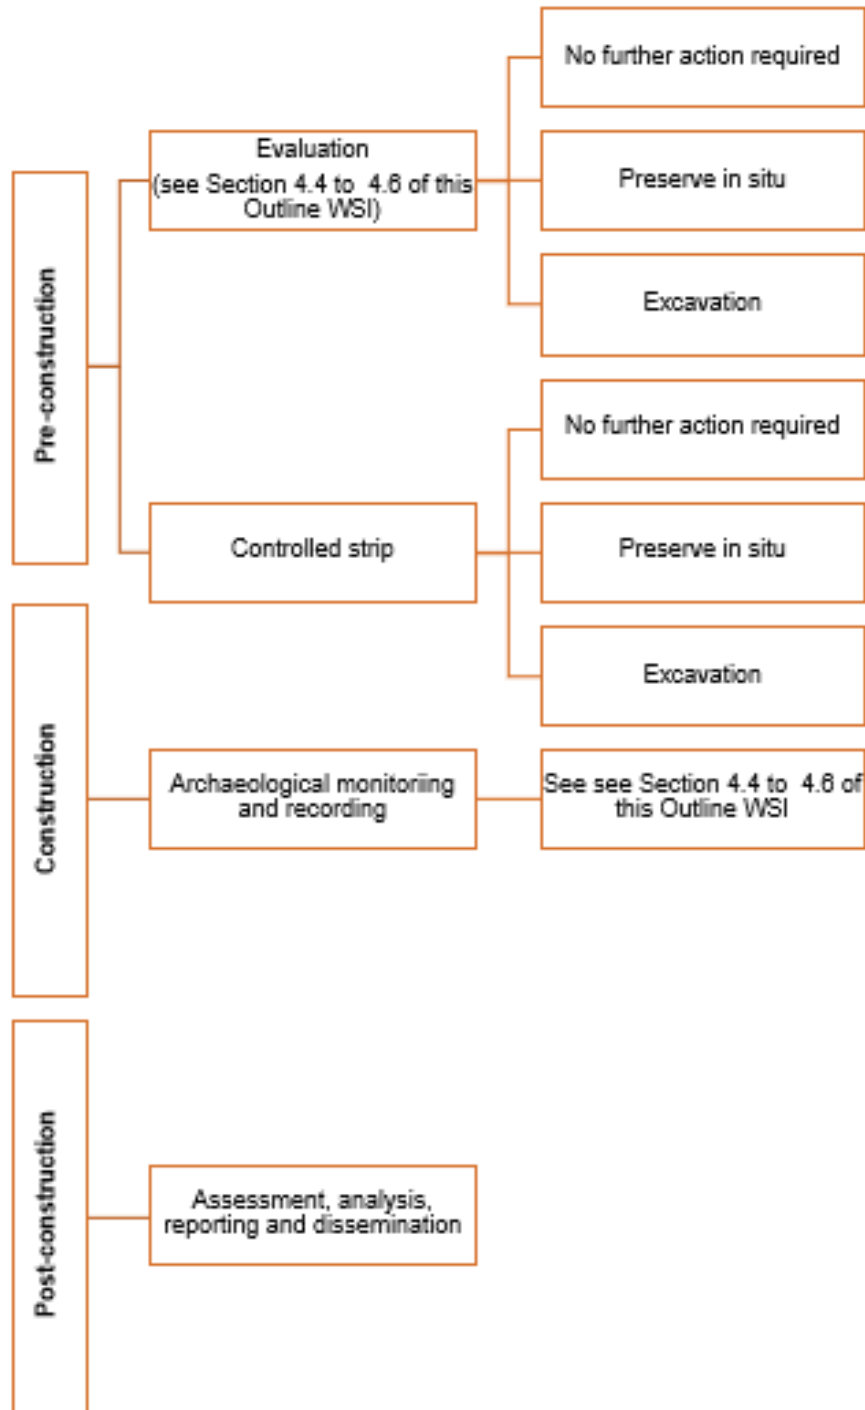 Pre-construction
Evaluation
(see Section 4.4 to 4.6 of this
Outline WSI)
No further action required
Preserve in situ
Excavation
Controlled strip
No further action required
Preserve in situ
Excavation
Construction
Archaeological monitoriing
and recording
See see Section 4.4 to 4.6 of
this Outline WSI
Post-construction
Assessment, analysis,
reporting and dissemination